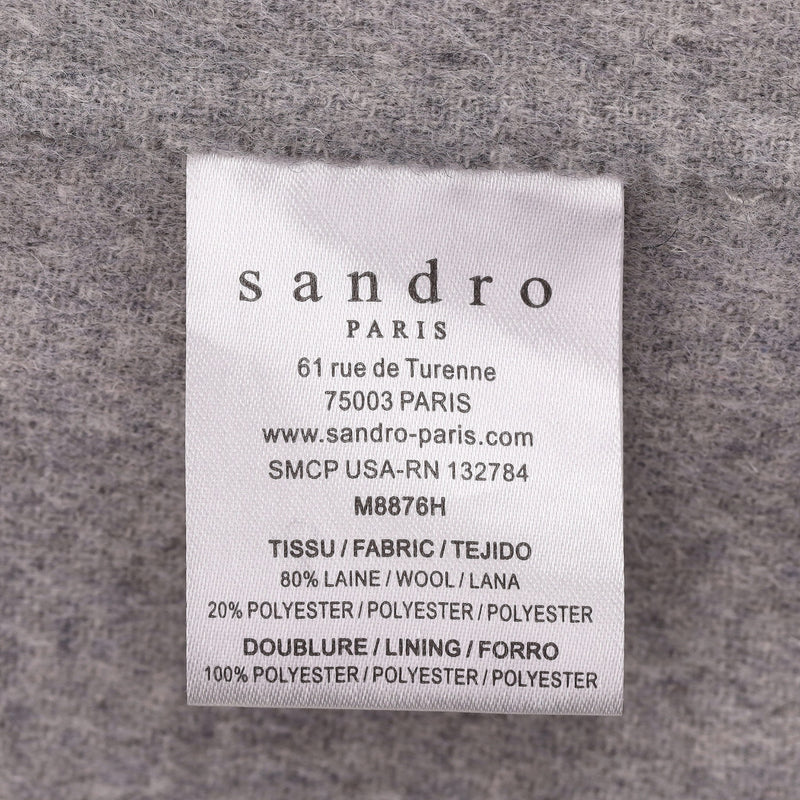 sandro
PARIS
61 rue de Turenne
75003 PARIS
www.sandro-paris.com
SMCP USA-RN 132784
M8876H
TISSU / FABRIC / TEJIDO
80% LAINE / WOOL / LANA
20% POLYESTER / POLYESTER / POLYESTER
DOUBLURE / LINING / FORRO
100% POLYESTER / POLYESTER / POLYESTER